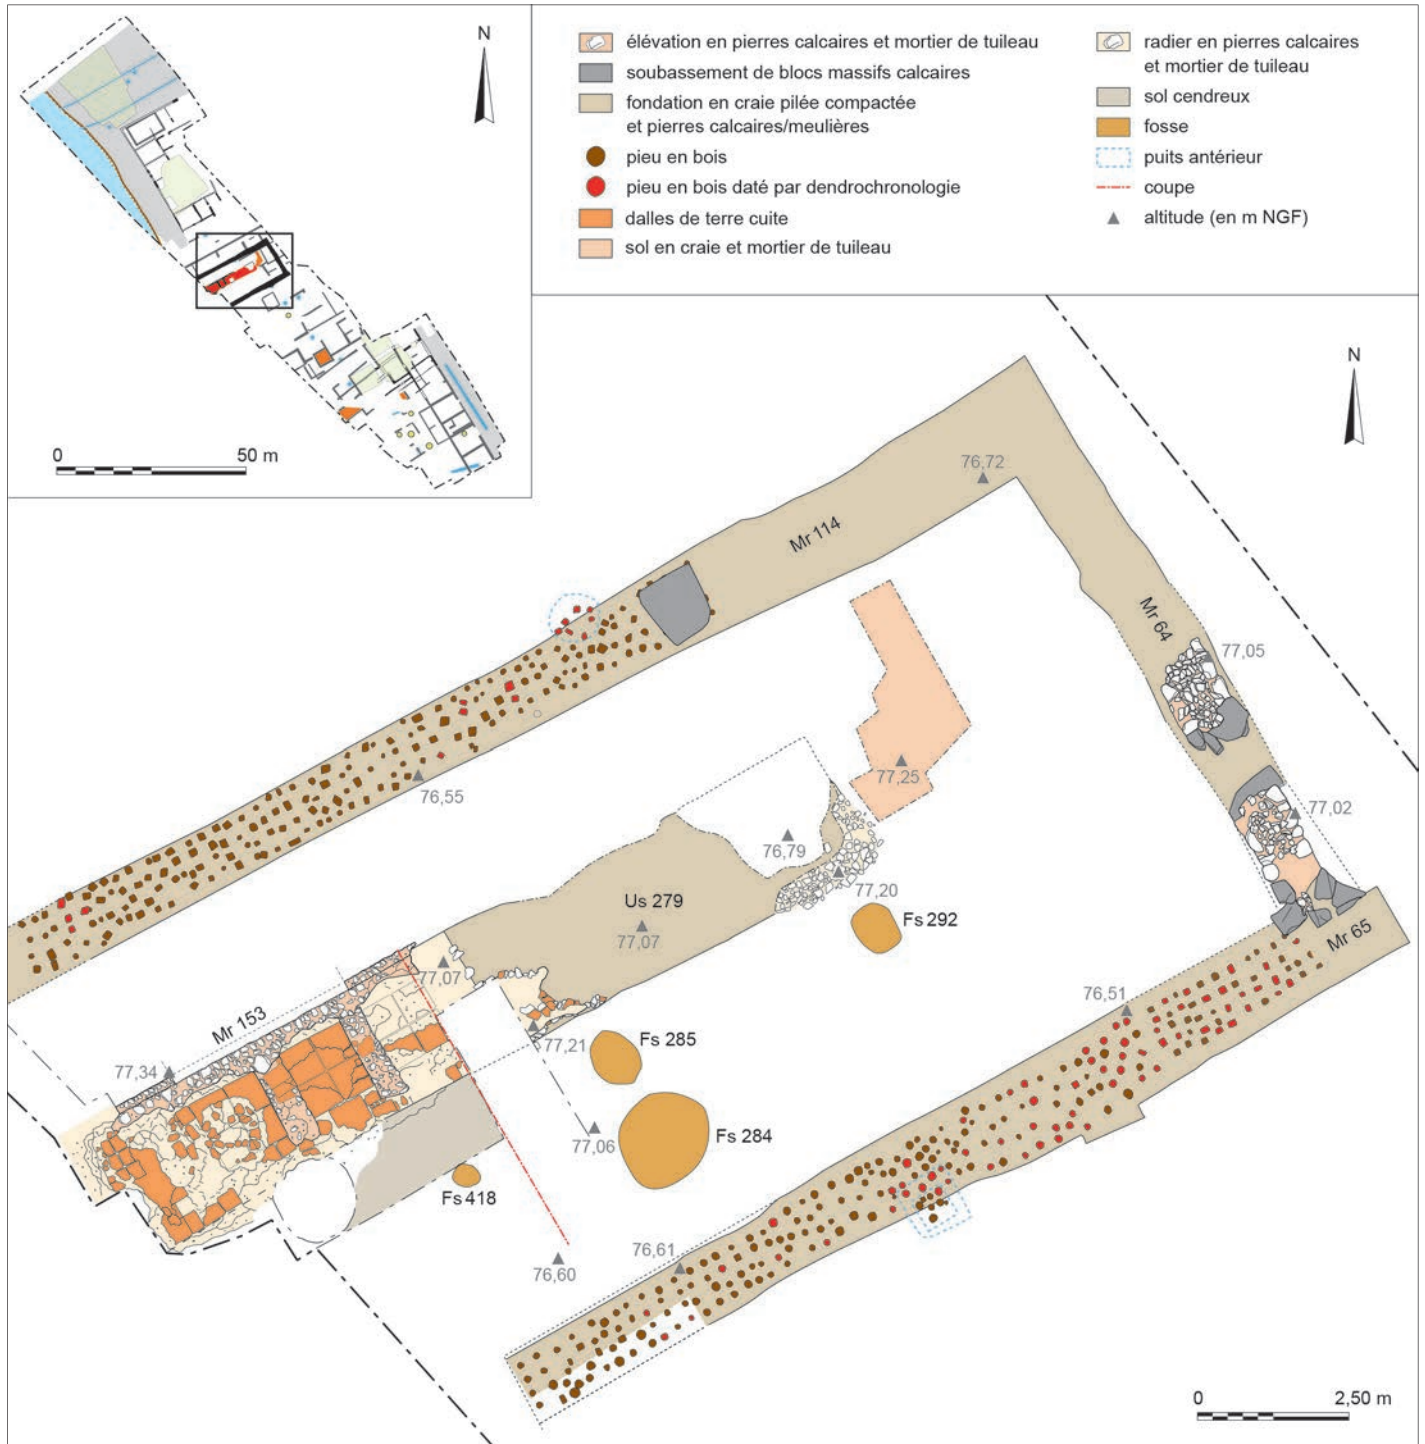 N
0
50 m
élévation en pierres calcaires et mortier de tuileau
soubassement de blocs massifs calcaires
fondation en craie pilée compactée
et pierres calcaires/meulières
pieu en bois
pieu en bois daté par dendrochronologie
dalles de terre cuite
sol en craie et mortier de tuileau
radier en pierres calcaires
et mortier de tuileau
sol cendreux
fosse
puits antérieur
coupe
altitude (en m NGF)
N
76,72
Mr 114
Mr 64
77,05
77,25
76,55
77,02
76,79
77,20
Us 279
77,07
Fs 292
Mr 65
77,07
76,51
Mr 153
77,21
Fs 285
77,34
77,06
Fs 284
Fs 418
76,61
76,60
0
2,50 m